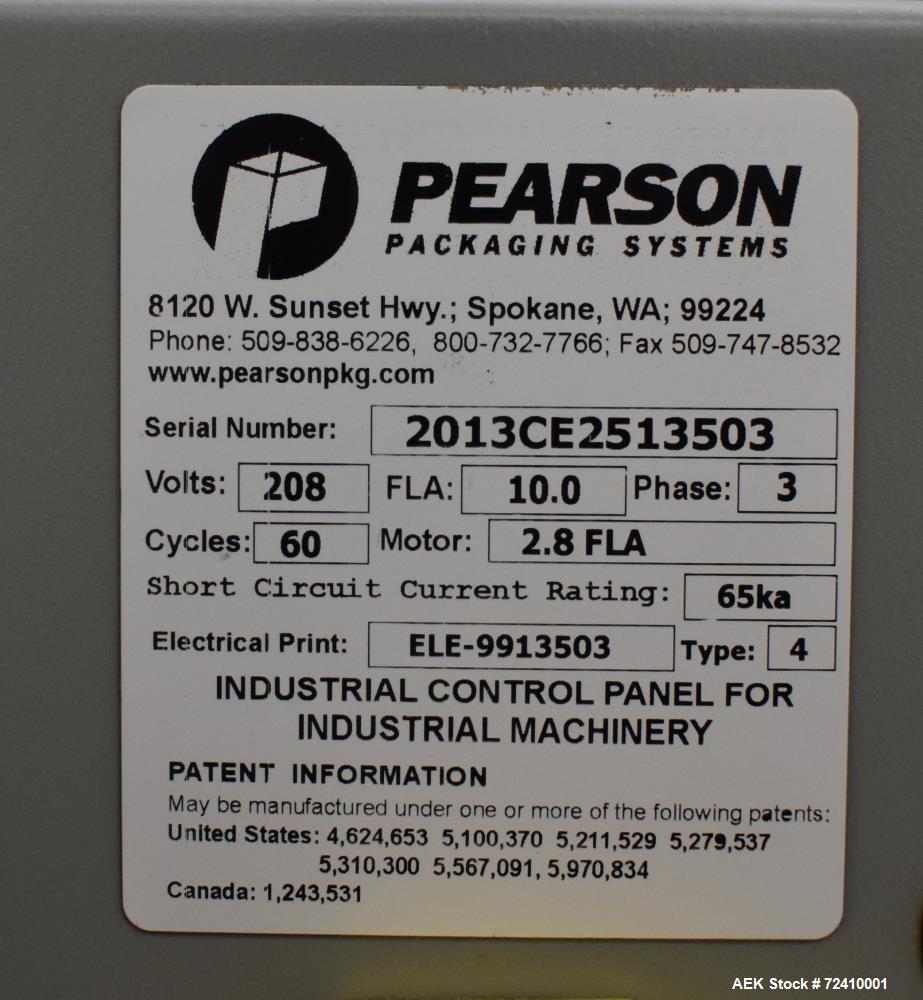 PEARSON
PACKAGING SYSTEMS
8120 W. Sunset Hwy.; Spokane, WA; 99224
Phone: 509-838-6226, 800-732-7766; Fax 509-747-8532
www.pearsonpkg.com
Serial Number: 2013CE2513503
Volts: 208 FLA: 10.0 Phase: 3
Cycles: 60 Motor: 2.8 FLA
Short Circuit Current Rating: 65ka
Electrical Print: ELE-9913503 Type: 4
INDUSTRIAL CONTROL PANEL FOR
INDUSTRIAL MACHINERY
PATENT INFORMATION
May be manufactured under one or more of the following patents:
United States: 4,624,653 5,100,370 5,211,529 5,279,537
5,310,300 5,567,091, 5,970,834
Canada: 1,243,531
AEK Stock # 72410001